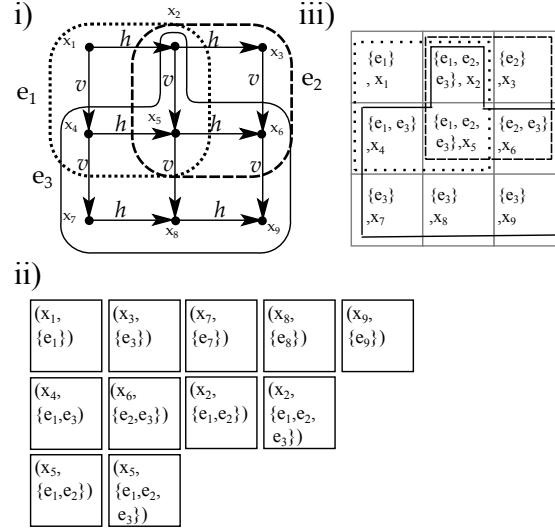 i)
x₂
x₁ h h x₃
v v v
e₁ e₂
x₄ h x₅ h x₆
e₃ v v v
x₇ h x₈ h x₉
iii)
{e₁} ,x₁
{e₁, e₂, e₃}, x₂
{e₂} ,x₃
{e₁, e₃} ,x₄
{e₁, e₂, e₃},x₅
{e₂, e₃} ,x₆
{e₃} ,x₇
{e₃} ,x₈
{e₃} ,x₉
ii)
(x₁, {e₁})
(x₃, {e₃})
(x₇, {e₇})
(x₈, {e₈})
(x₉, {e₉})
(x₄, {e₁,e₃)
(x₆, {e₂,e₃})
(x₂, {e₁,e₂})
(x₂, {e₁,e₂, e₃})
(x₅, {e₁,e₂})
(x₅, {e₁,e₂, e₃})